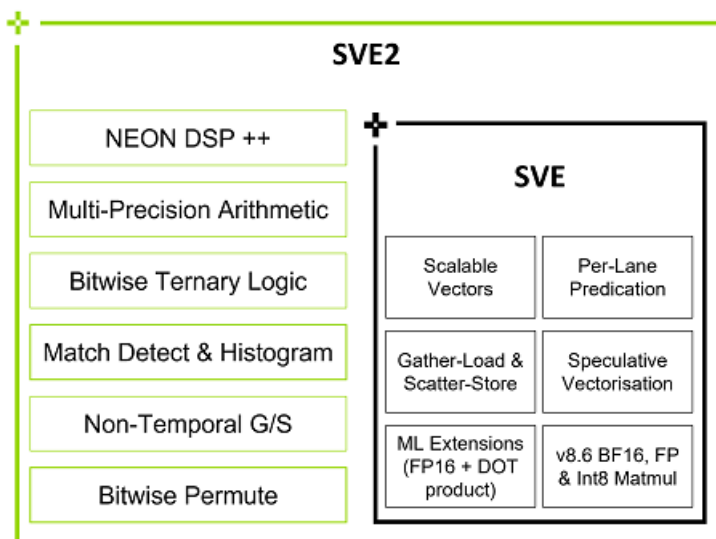 SVE2
NEON DSP ++
Multi-Precision Arithmetic
Bitwise Ternary Logic
Match Detect & Histogram
Non-Temporal G/S
Bitwise Permute
SVE
Scalable
Vectors
Per-Lane
Predication
Gather-Load &
Scatter-Store
Speculative
Vectorisation
ML Extensions
(FP16 + DOT
product)
v8.6 BF16, FP
& Int8 Matmul